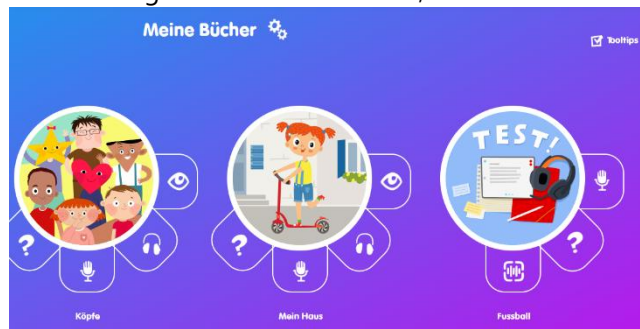 Meine Bücher
Tooltips
TEST!
Köpfe
Mein Haus
Fussball